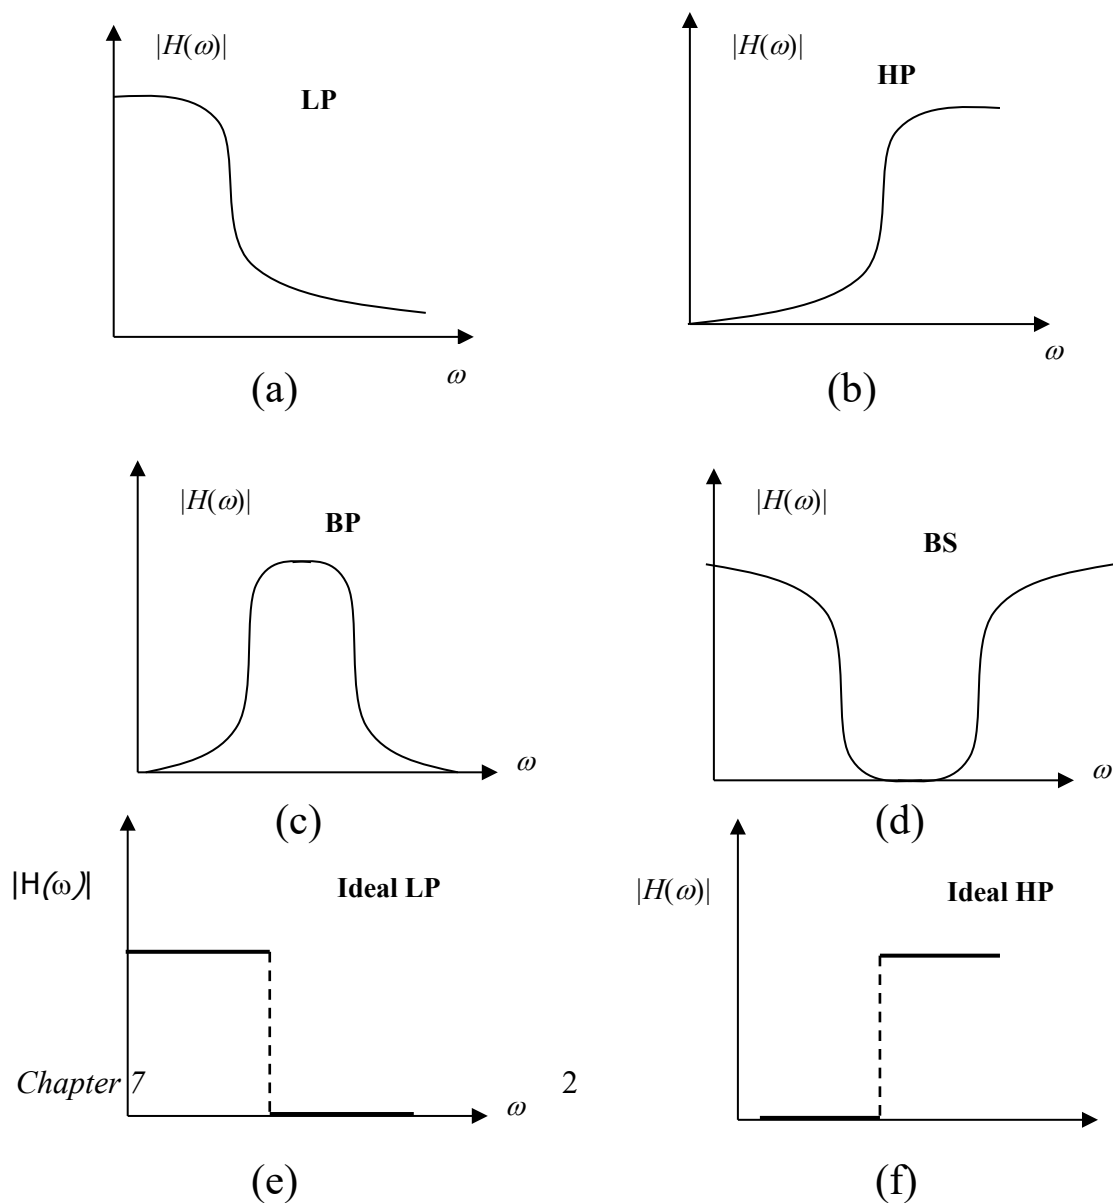 |H(ω)|
LP
ω
(a)
|H(ω)|
HP
ω
(b)
|H(ω)|
BP
ω
(c)
|H(ω)|
BS
ω
(d)
|H(ω)|
Ideal LP
ω
(e)
|H(ω)|
Ideal HP
(f)
Chapter 7 2